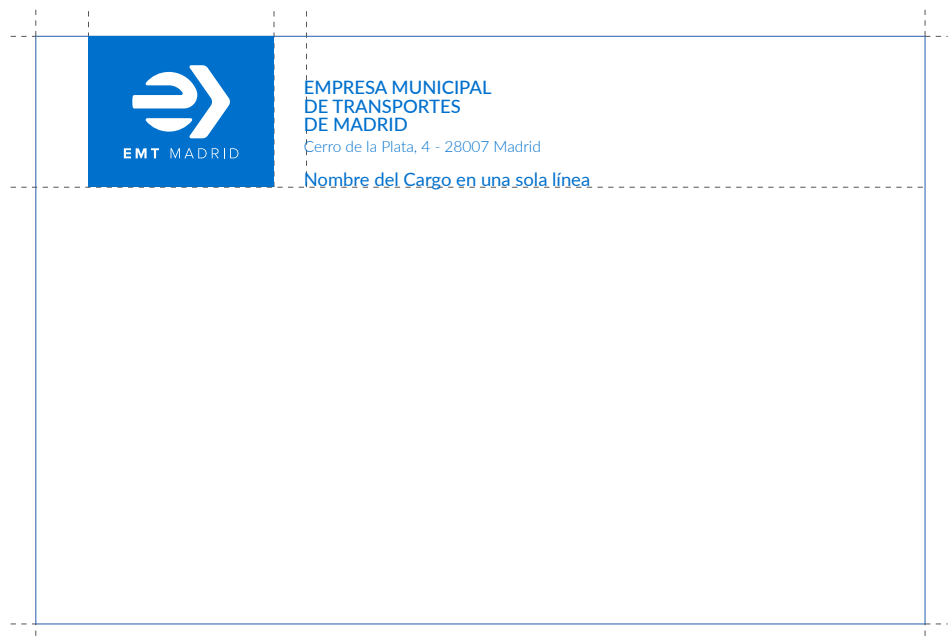 EMT MADRID
EMPRESA MUNICIPAL
DE TRANSPORTES
DE MADRID
Cerro de la Plata, 4 - 28007 Madrid
Nombre del Cargo en una sola línea